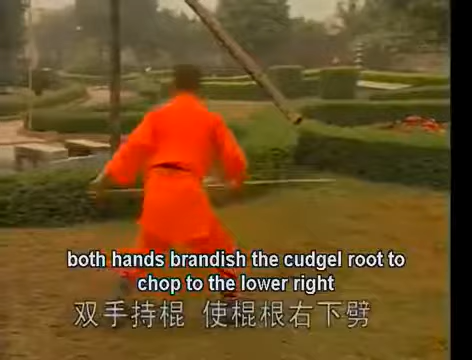 both hands brandish the cudgel root to
chop to the lower right
双手持棍 使棍根右下劈